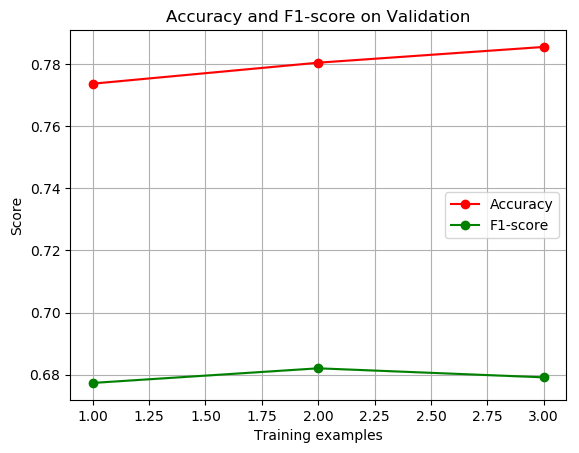 Accuracy and F1-score on Validation
Score
0.78
0.76
0.74
0.72
0.70
0.68
Accuracy
F1-score
1.00 1.25 1.50 1.75 2.00 2.25 2.50 2.75 3.00
Training examples